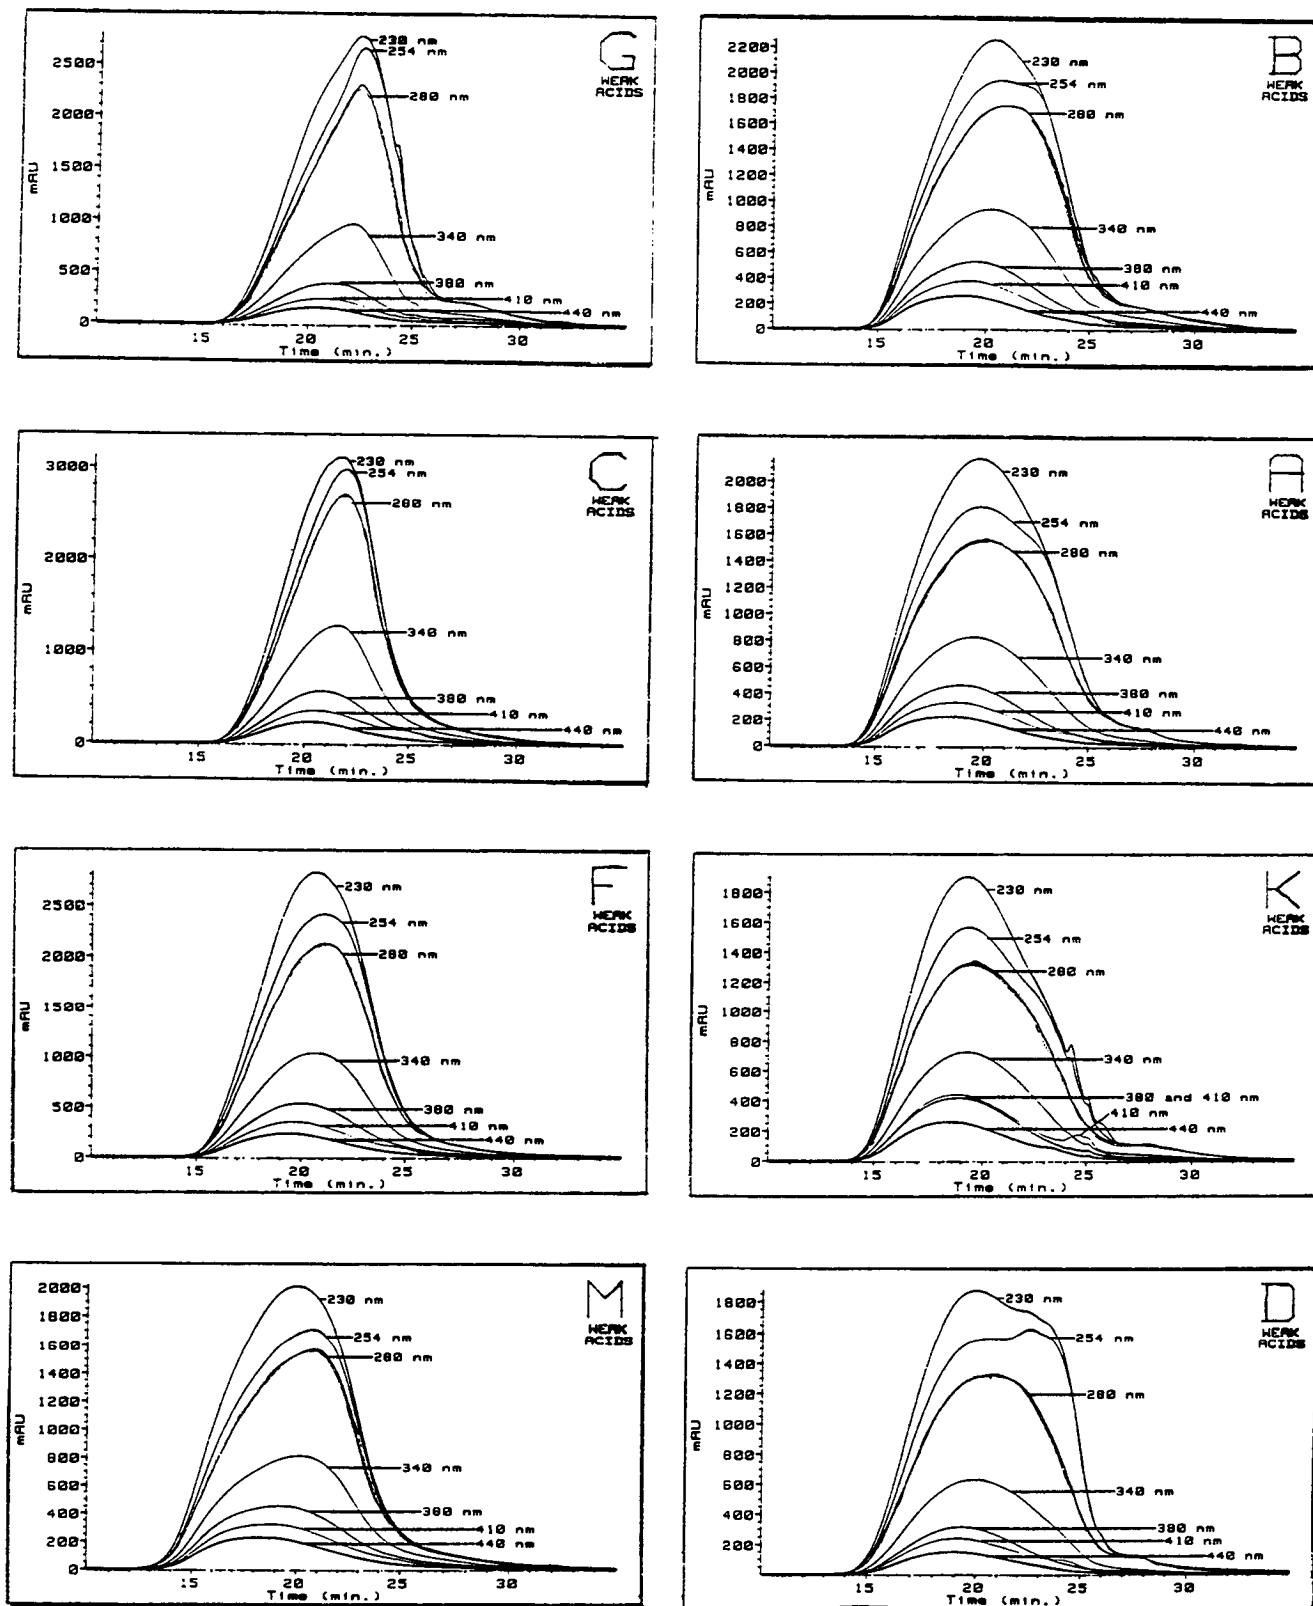 G
WEAK
ACIDS
230 nm
254 nm
280 nm
340 nm
380 nm
410 nm
440 nm
2500
2000
1500
1000
500
0
mAU
15
20
25
30
Time (min.)
B
WEAK
ACIDS
230 nm
254 nm
280 nm
340 nm
380 nm
410 nm
440 nm
2200
2000
1800
1600
1400
1200
1000
800
600
400
200
0
mAU
15
20
25
30
Time (min.)
C
WEAK
ACIDS
230 nm
254 nm
280 nm
340 nm
380 nm
410 nm
440 nm
3000
2000
1000
0
mAU
15
20
25
30
Time (min.)
A
WEAK
ACIDS
230 nm
254 nm
280 nm
340 nm
380 nm
410 nm
440 nm
2000
1800
1600
1400
1200
1000
800
600
400
200
0
mAU
15
20
25
30
Time (min.)
F
WEAK
ACIDS
230 nm
254 nm
280 nm
340 nm
380 nm
410 nm
440 nm
2500
2000
1500
1000
500
0
mAU
15
20
25
30
Time (min.)
K
WEAK
ACIDS
230 nm
254 nm
280 nm
340 nm
380 and 410 nm
410 nm
440 nm
1800
1600
1400
1200
1000
800
600
400
200
0
mAU
15
20
25
30
Time (min.)
M
WEAK
ACIDS
230 nm
254 nm
280 nm
340 nm
380 nm
410 nm
440 nm
2000
1800
1600
1400
1200
1000
800
600
400
200
0
mAU
15
20
25
30
Time (min.)
D
WEAK
ACIDS
230 nm
254 nm
280 nm
340 nm
380 nm
410 nm
440 nm
1800
1600
1400
1200
1000
800
600
400
200
mAU
15
20
25
30
Time (min.)